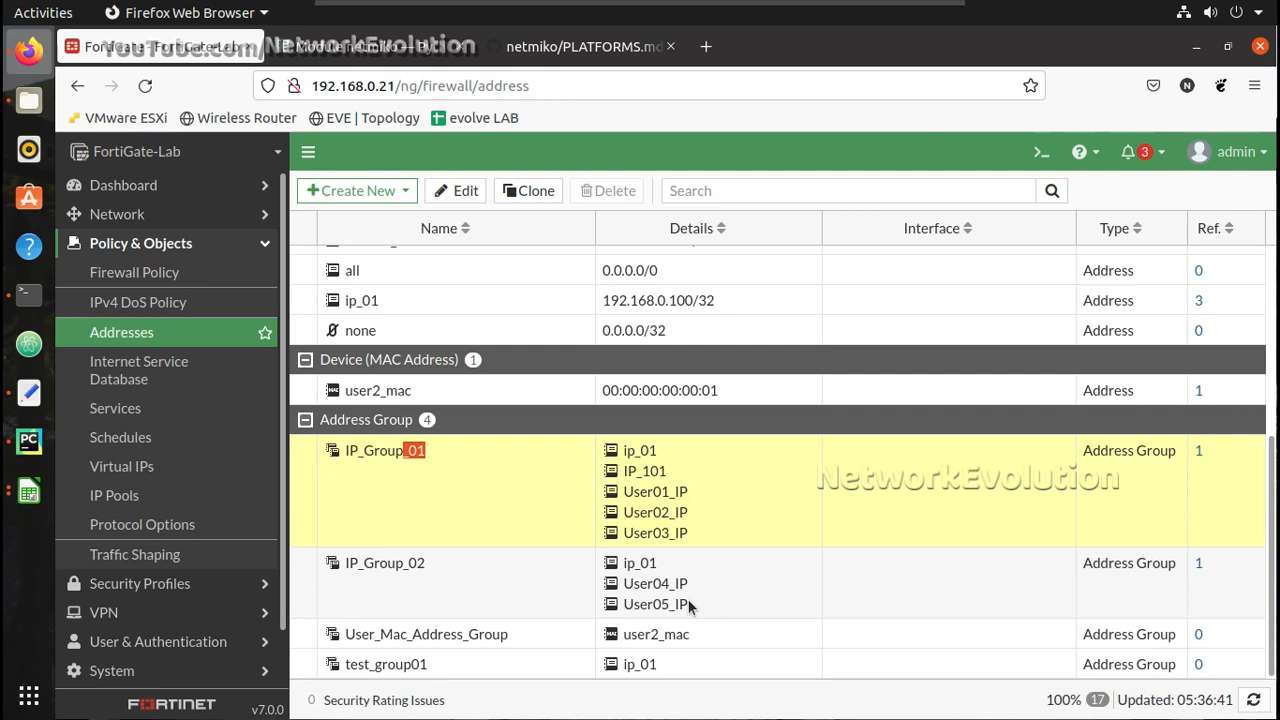 Activities Firefox Web Browser
YouTube.com/NetworkEvolution
FortiGate - FortiGate-Lab
Module netmiko — Py
netmiko/PLATFORMS.md
192.168.0.21/ng/firewall/address
VMware ESXi Wireless Router EVE | Topology evolve LAB
FortiGate-Lab
3 admin
Dashboard
Network
Policy & Objects
Firewall Policy
IPv4 DoS Policy
Addresses
Internet Service
Database
Services
Schedules
Virtual IPs
IP Pools
Protocol Options
Traffic Shaping
Security Profiles
VPN
User & Authentication
System
FORTINET v7.0.0
Create New Edit Clone Delete Search
Name Details Interface Type Ref.
all 0.0.0.0/0 Address 0
ip_01 192.168.0.100/32 Address 3
none 0.0.0.0/32 Address 0
Device (MAC Address) 1
user2_mac 00:00:00:00:00:01 Address 1
Address Group 4
IP_Group_01 ip_01 Address Group 1
IP_101
User01_IP
User02_IP
User03_IP
NetworkEvolution
IP_Group_02 ip_01 Address Group 1
User04_IP
User05_IP
User_Mac_Address_Group user2_mac Address Group 0
test_group01 ip_01 Address Group 0
0 Security Rating Issues 100% 17 Updated: 05:36:41